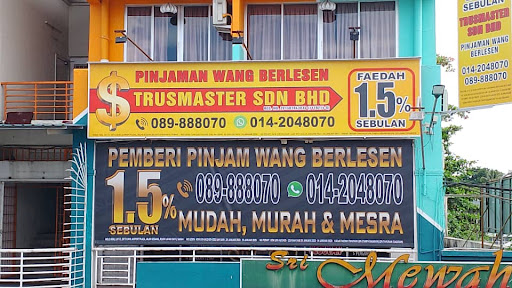 PINJAMAN WANG BERLESEN
TRUSMASTER SDN BHD
089-888070 014-2048070
FAEDAH
1.5%
SEBULAN
PEMBERI PINJAM WANG BERLESEN
1.5%
SEBULAN
089-888070 014-2048070
MUDAH, MURAH & MESRA
TRUSMASTER
SDN BHD
PINJAMAN WANG
BERLESEN
014-2048070
089-888070
Sri Mewah